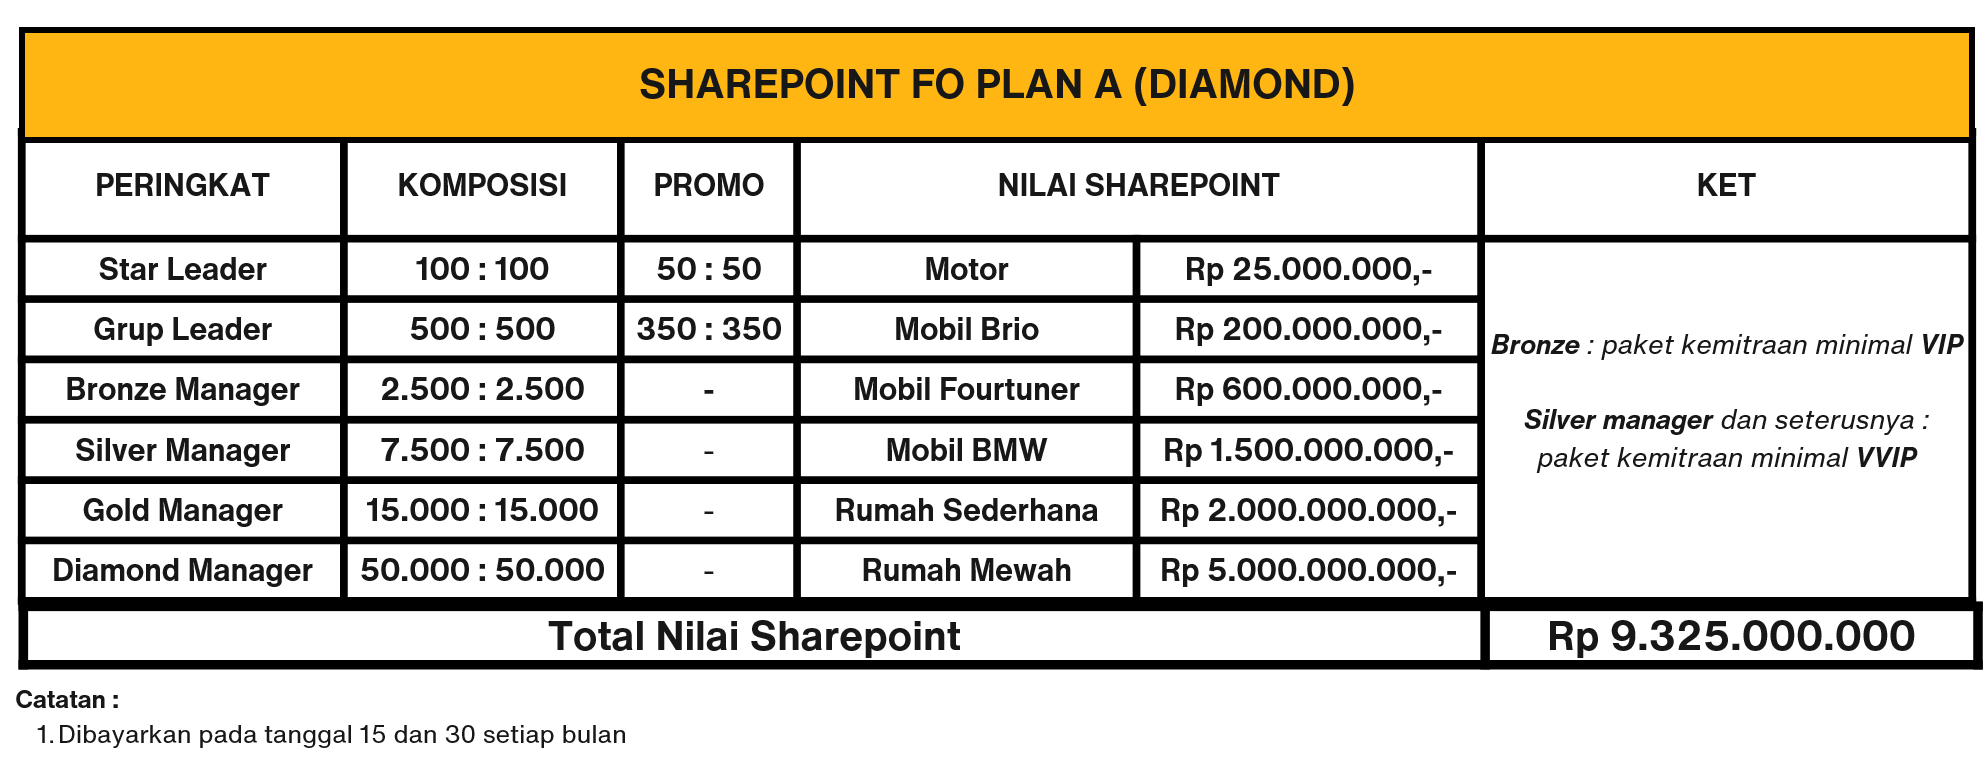 SHAREPOINT FO PLAN A (DIAMOND)
PERINGKAT KOMPOSISI PROMO NILAI SHAREPOINT KET
Star Leader 100 : 100 50 : 50 Motor Rp 25.000.000,-
Grup Leader 500 : 500 350 : 350 Mobil Brio Rp 200.000.000,-
Bronze Manager 2.500 : 2.500 - Mobil Fourtuner Rp 600.000.000,-
Silver Manager 7.500 : 7.500 - Mobil BMW Rp 1.500.000.000,-
Gold Manager 15.000 : 15.000 - Rumah Sederhana Rp 2.000.000.000,-
Diamond Manager 50.000 : 50.000 - Rumah Mewah Rp 5.000.000.000,-
Bronze : paket kemitraan minimal VIP
Silver manager dan seterusnya :
paket kemitraan minimal VVIP
Total Nilai Sharepoint Rp 9.325.000.000
Catatan :
1. Dibayarkan pada tanggal 15 dan 30 setiap bulan